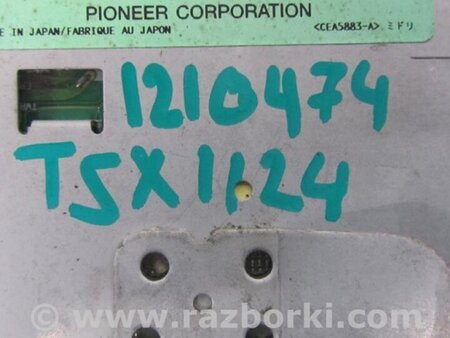 PIONEER CORPORATION
E IN JAPAN/FABRIQUE AU JAPON <CEA5883-A> ミドリ
1210474
TSX1124
www.razborki.com